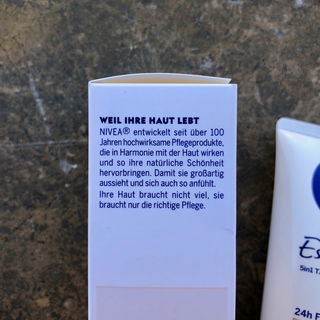 WEIL IHRE HAUT LEBT
NIVEA® entwickelt seit über 100
Jahren hochwirksame Pflegeprodukte,
die in Harmonie mit der Haut wirken
und so ihre natürliche Schönheit
hervorbringen. Damit sie großartig
aussieht und sich auch so anfühlt.
Ihre Haut braucht nicht viel, sie
braucht nur die richtige Pflege.
5in1
24h